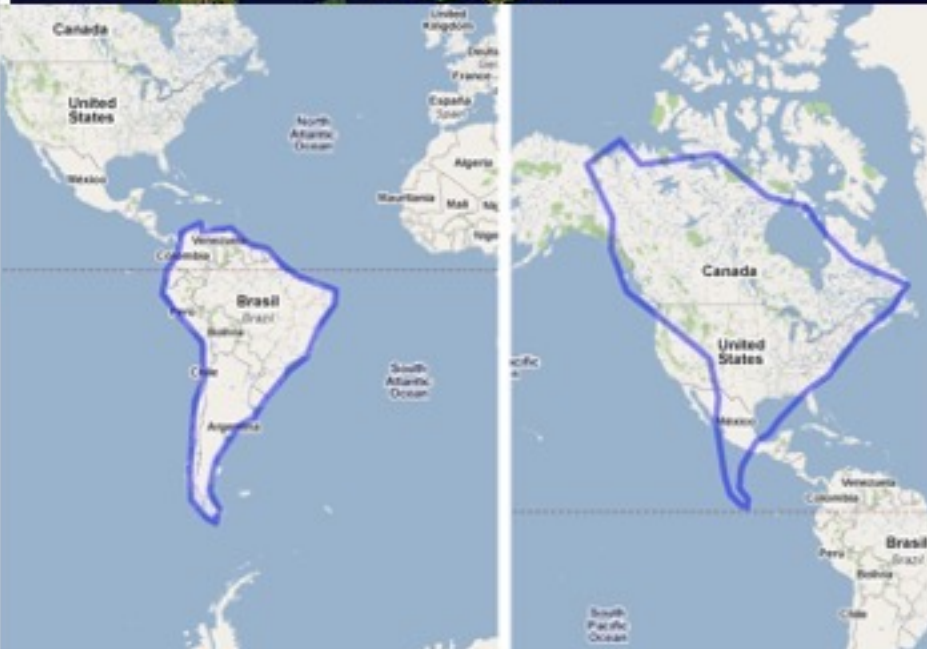 Canada
United
States
México
North
Atlantic
Ocean
United
Kingdom
France
España
Spain
Algeria
Mauritania
Mali
Venezuela
Colombia
Brasil
Brazil
Perú
Bolivia
Chile
Argentina
South
Atlantic
Ocean
Canada
United
States
México
Venezuela
Colombia
Brasil
Brazil
Perú
Bolivia
Chile
South
Pacific
Ocean